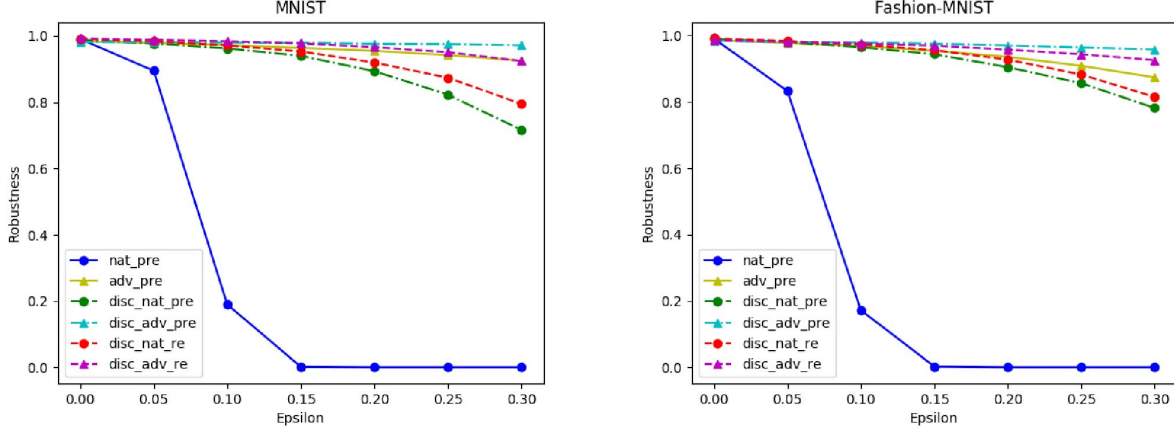 MNIST
1.0
0.8
0.6
0.4
0.2
0.0
Robustness
nat_pre
adv_pre
disc_nat_pre
disc_adv_pre
disc_nat_re
disc_adv_re
0.00 0.05 0.10 0.15 0.20 0.25 0.30
Epsilon
Fashion-MNIST
1.0
0.8
0.6
0.4
0.2
0.0
Robustness
nat_pre
adv_pre
disc_nat_pre
disc_adv_pre
disc_nat_re
disc_adv_re
0.00 0.05 0.10 0.15 0.20 0.25 0.30
Epsilon